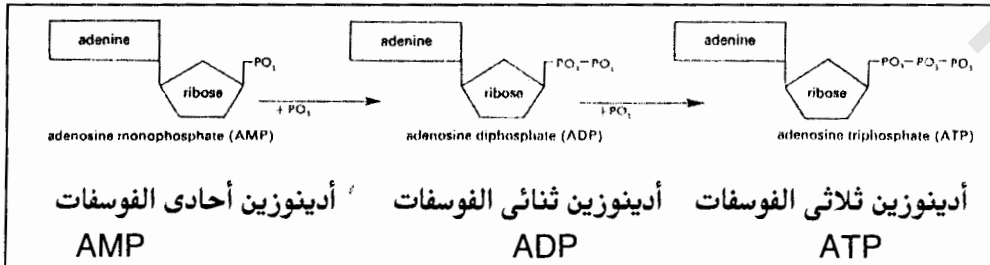 adenine adenine adenine
PO₃ PO₃—PO₃ PO₃—PO₃—PO₃
ribose ribose ribose
+ PO₃ + PO₃
adenosine monophosphate (AMP) adenosine diphosphate (ADP) adenosine triphosphate (ATP)
أدينوزين ثلاثى الفوسفات أدينوزين ثنائى الفوسفات أدينوزين أحادى الفوسفات
AMP ADP ATP